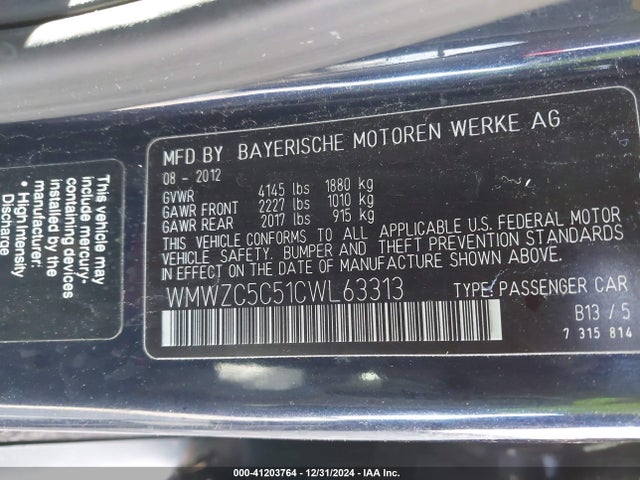 This vehicle may
include mercury-
containing devices
manufacturer:
• High Intensity
Discharge
MFD BY BAYERISCHE MOTOREN WERKE AG
08 - 2012
GVWR 4145 lbs 1880 kg
GAWR FRONT 2227 lbs 1010 kg
GAWR REAR 2017 lbs 915 kg
THIS VEHICLE CONFORMS TO ALL APPLICABLE U.S. FEDERAL MOTOR
VEHICLE SAFETY, BUMPER AND THEFT PREVENTION STANDARDS
IN EFFECT ON THE DATE OF MANUFACTURE SHOWN ABOVE.
WMWZC5C51CWL63313 TYPE: PASSENGER CAR
B13 / 5
7 315 814
000-41203764 - 12/31/2024 - IAA Inc.